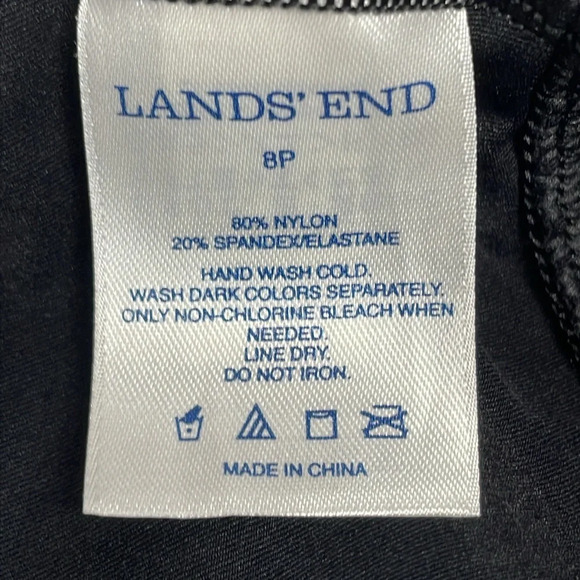 LANDS' END
8P
80% NYLON
20% SPANDEX/ELASTANE
HAND WASH COLD.
WASH DARK COLORS SEPARATELY.
ONLY NON-CHLORINE BLEACH WHEN
NEEDED.
LINE DRY.
DO NOT IRON.
MADE IN CHINA